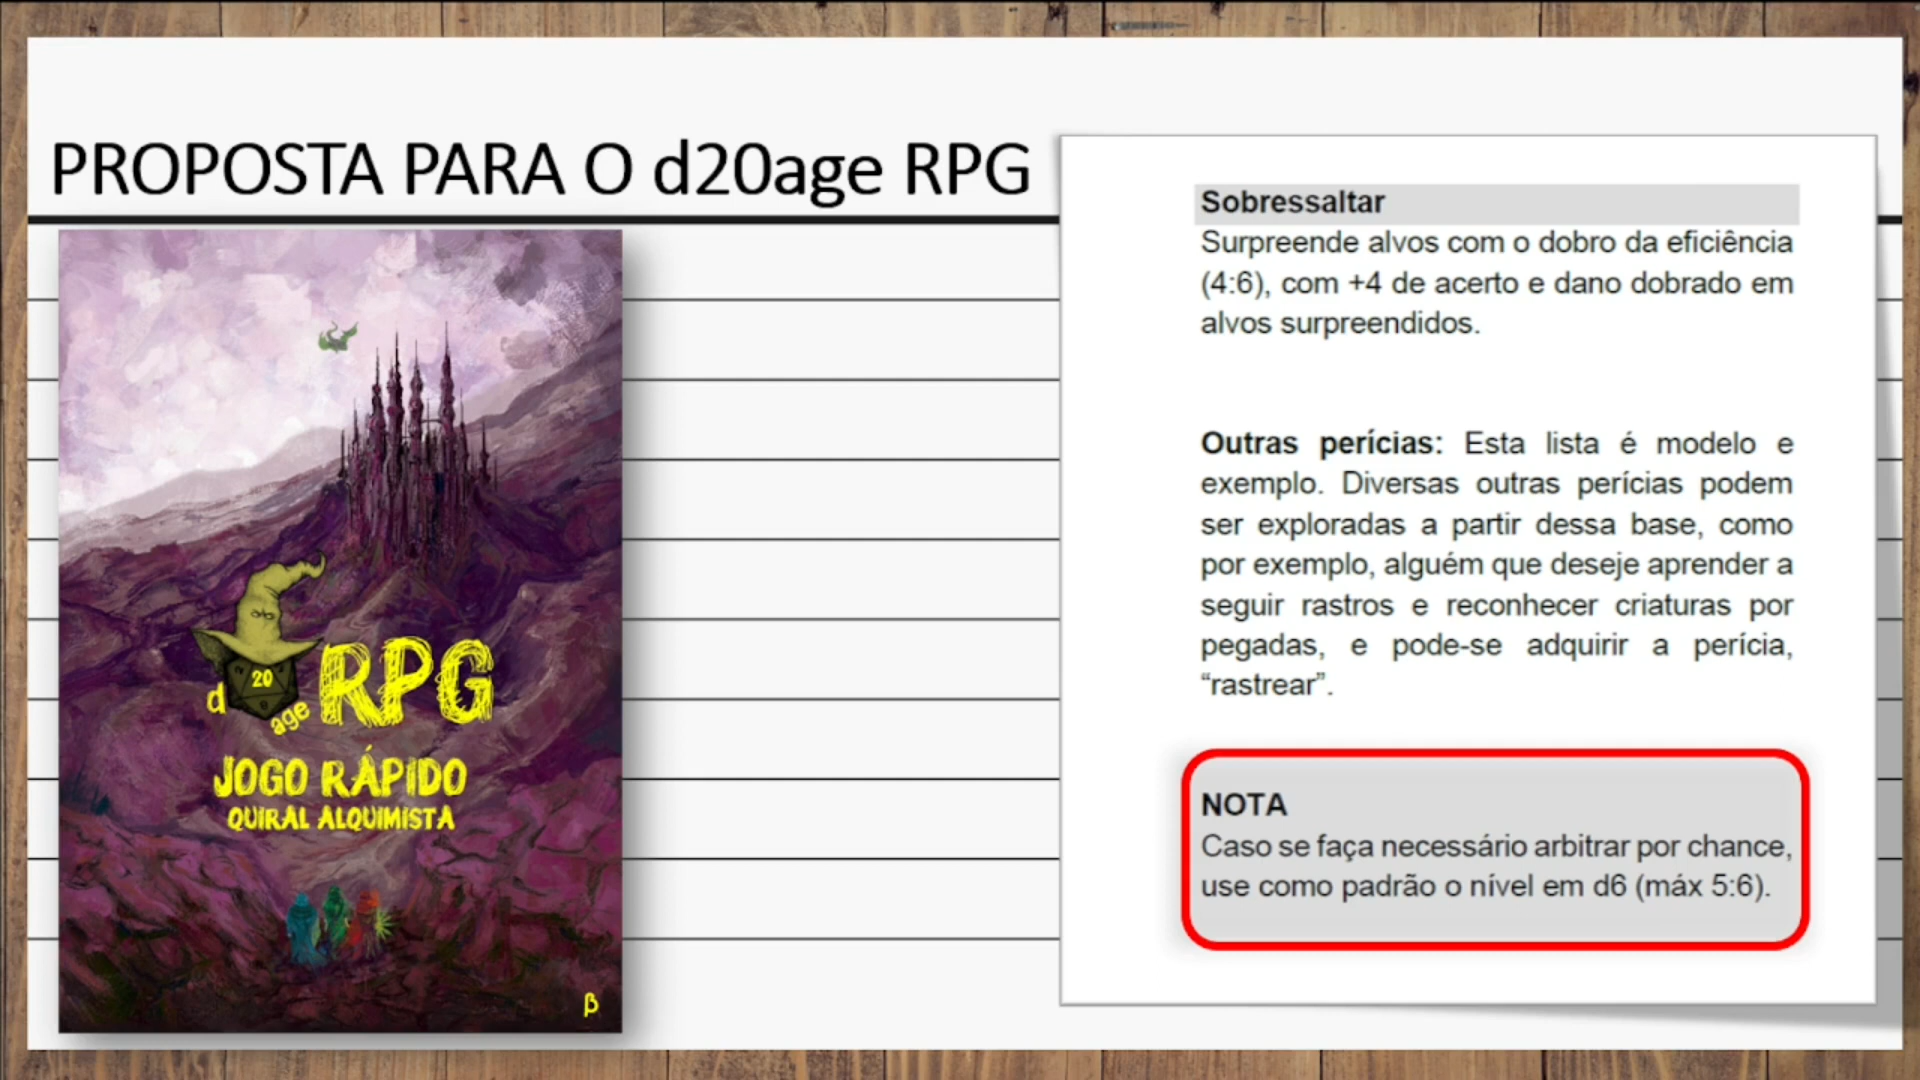 PROPOSTA PARA O d20age RPG
d
20
age
RPG
JOGO RÁPIDO
QUIRAL ALQUIMISTA
β
Sobressaltar
Surpreende alvos com o dobro da eficiência
(4:6), com +4 de acerto e dano dobrado em
alvos surpreendidos.
Outras perícias: Esta lista é modelo e
exemplo. Diversas outras perícias podem
ser exploradas a partir dessa base, como
por exemplo, alguém que deseje aprender a
seguir rastros e reconhecer criaturas por
pegadas, e pode-se adquirir a perícia,
“rastrear”.
NOTA
Caso se faça necessário arbitrar por chance,
use como padrão o nível em d6 (máx 5:6).